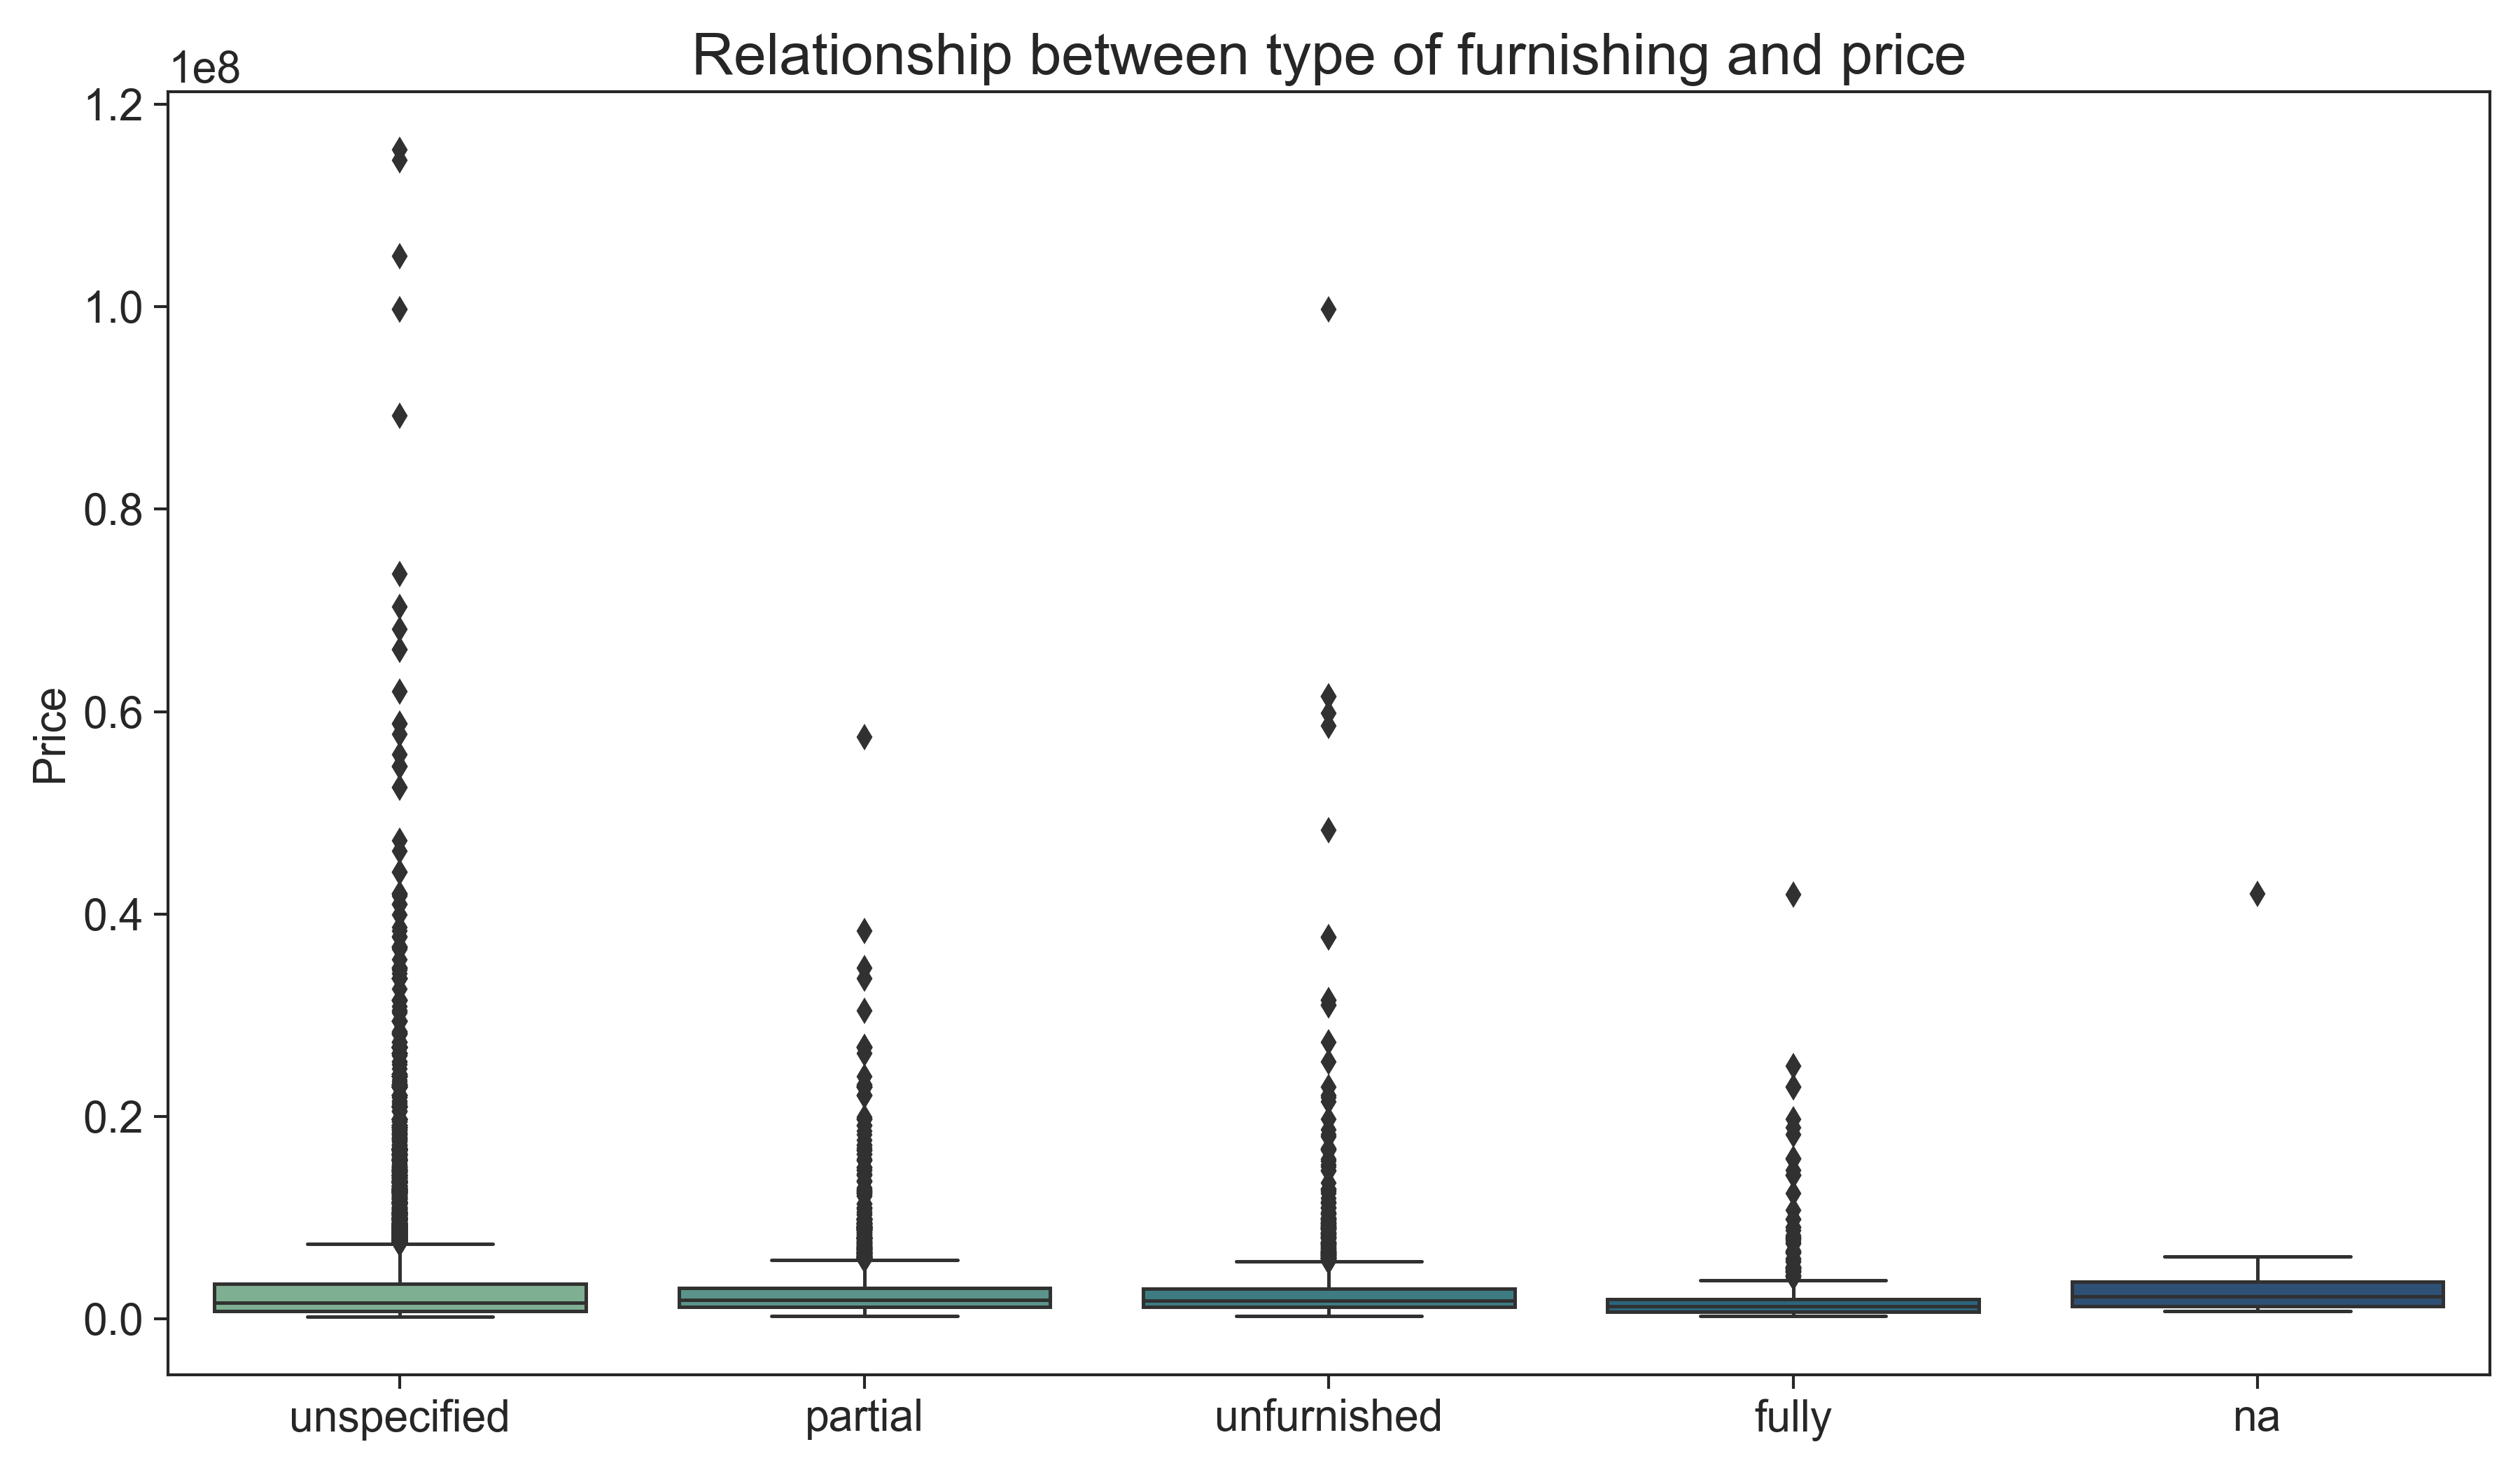 Relationship between type of furnishing and price
1e8
1.2
1.0
0.8
0.6
0.4
0.2
0.0
Price
unspecified partial unfurnished fully na